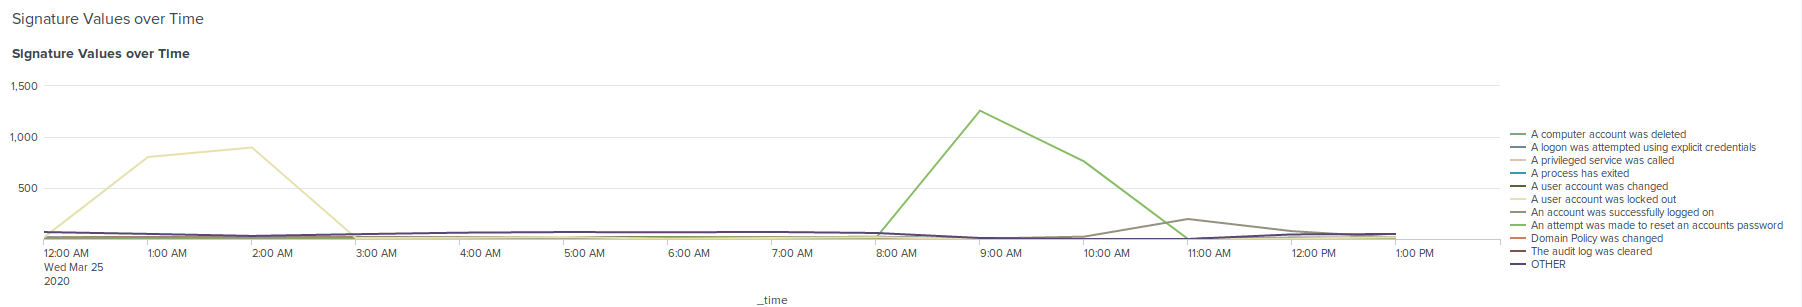 Signature Values over Time
Signature Values over Time
1,500
1,000
500
12:00 AM 1:00 AM 2:00 AM 3:00 AM 4:00 AM 5:00 AM 6:00 AM 7:00 AM 8:00 AM 9:00 AM 10:00 AM 11:00 AM 12:00 PM 1:00 PM
Wed Mar 25
2020
_time
A computer account was deleted
A logon was attempted using explicit credentials
A privileged service was called
A process has exited
A user account was changed
A user account was locked out
An account was successfully logged on
An attempt was made to reset an accounts password
Domain Policy was changed
The audit log was cleared
OTHER